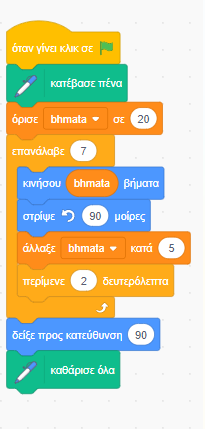 όταν γίνει κλικ σε
κατέβασε πένα
όρισε bhmata σε 20
επανάλαβε 7
κινήσου bhmata βήματα
στρίψε 90 μοίρες
άλλαξε bhmata κατά 5
περίμενε 2 δευτερόλεπτα
δείξε προς κατεύθυνση 90
καθάρισε όλα